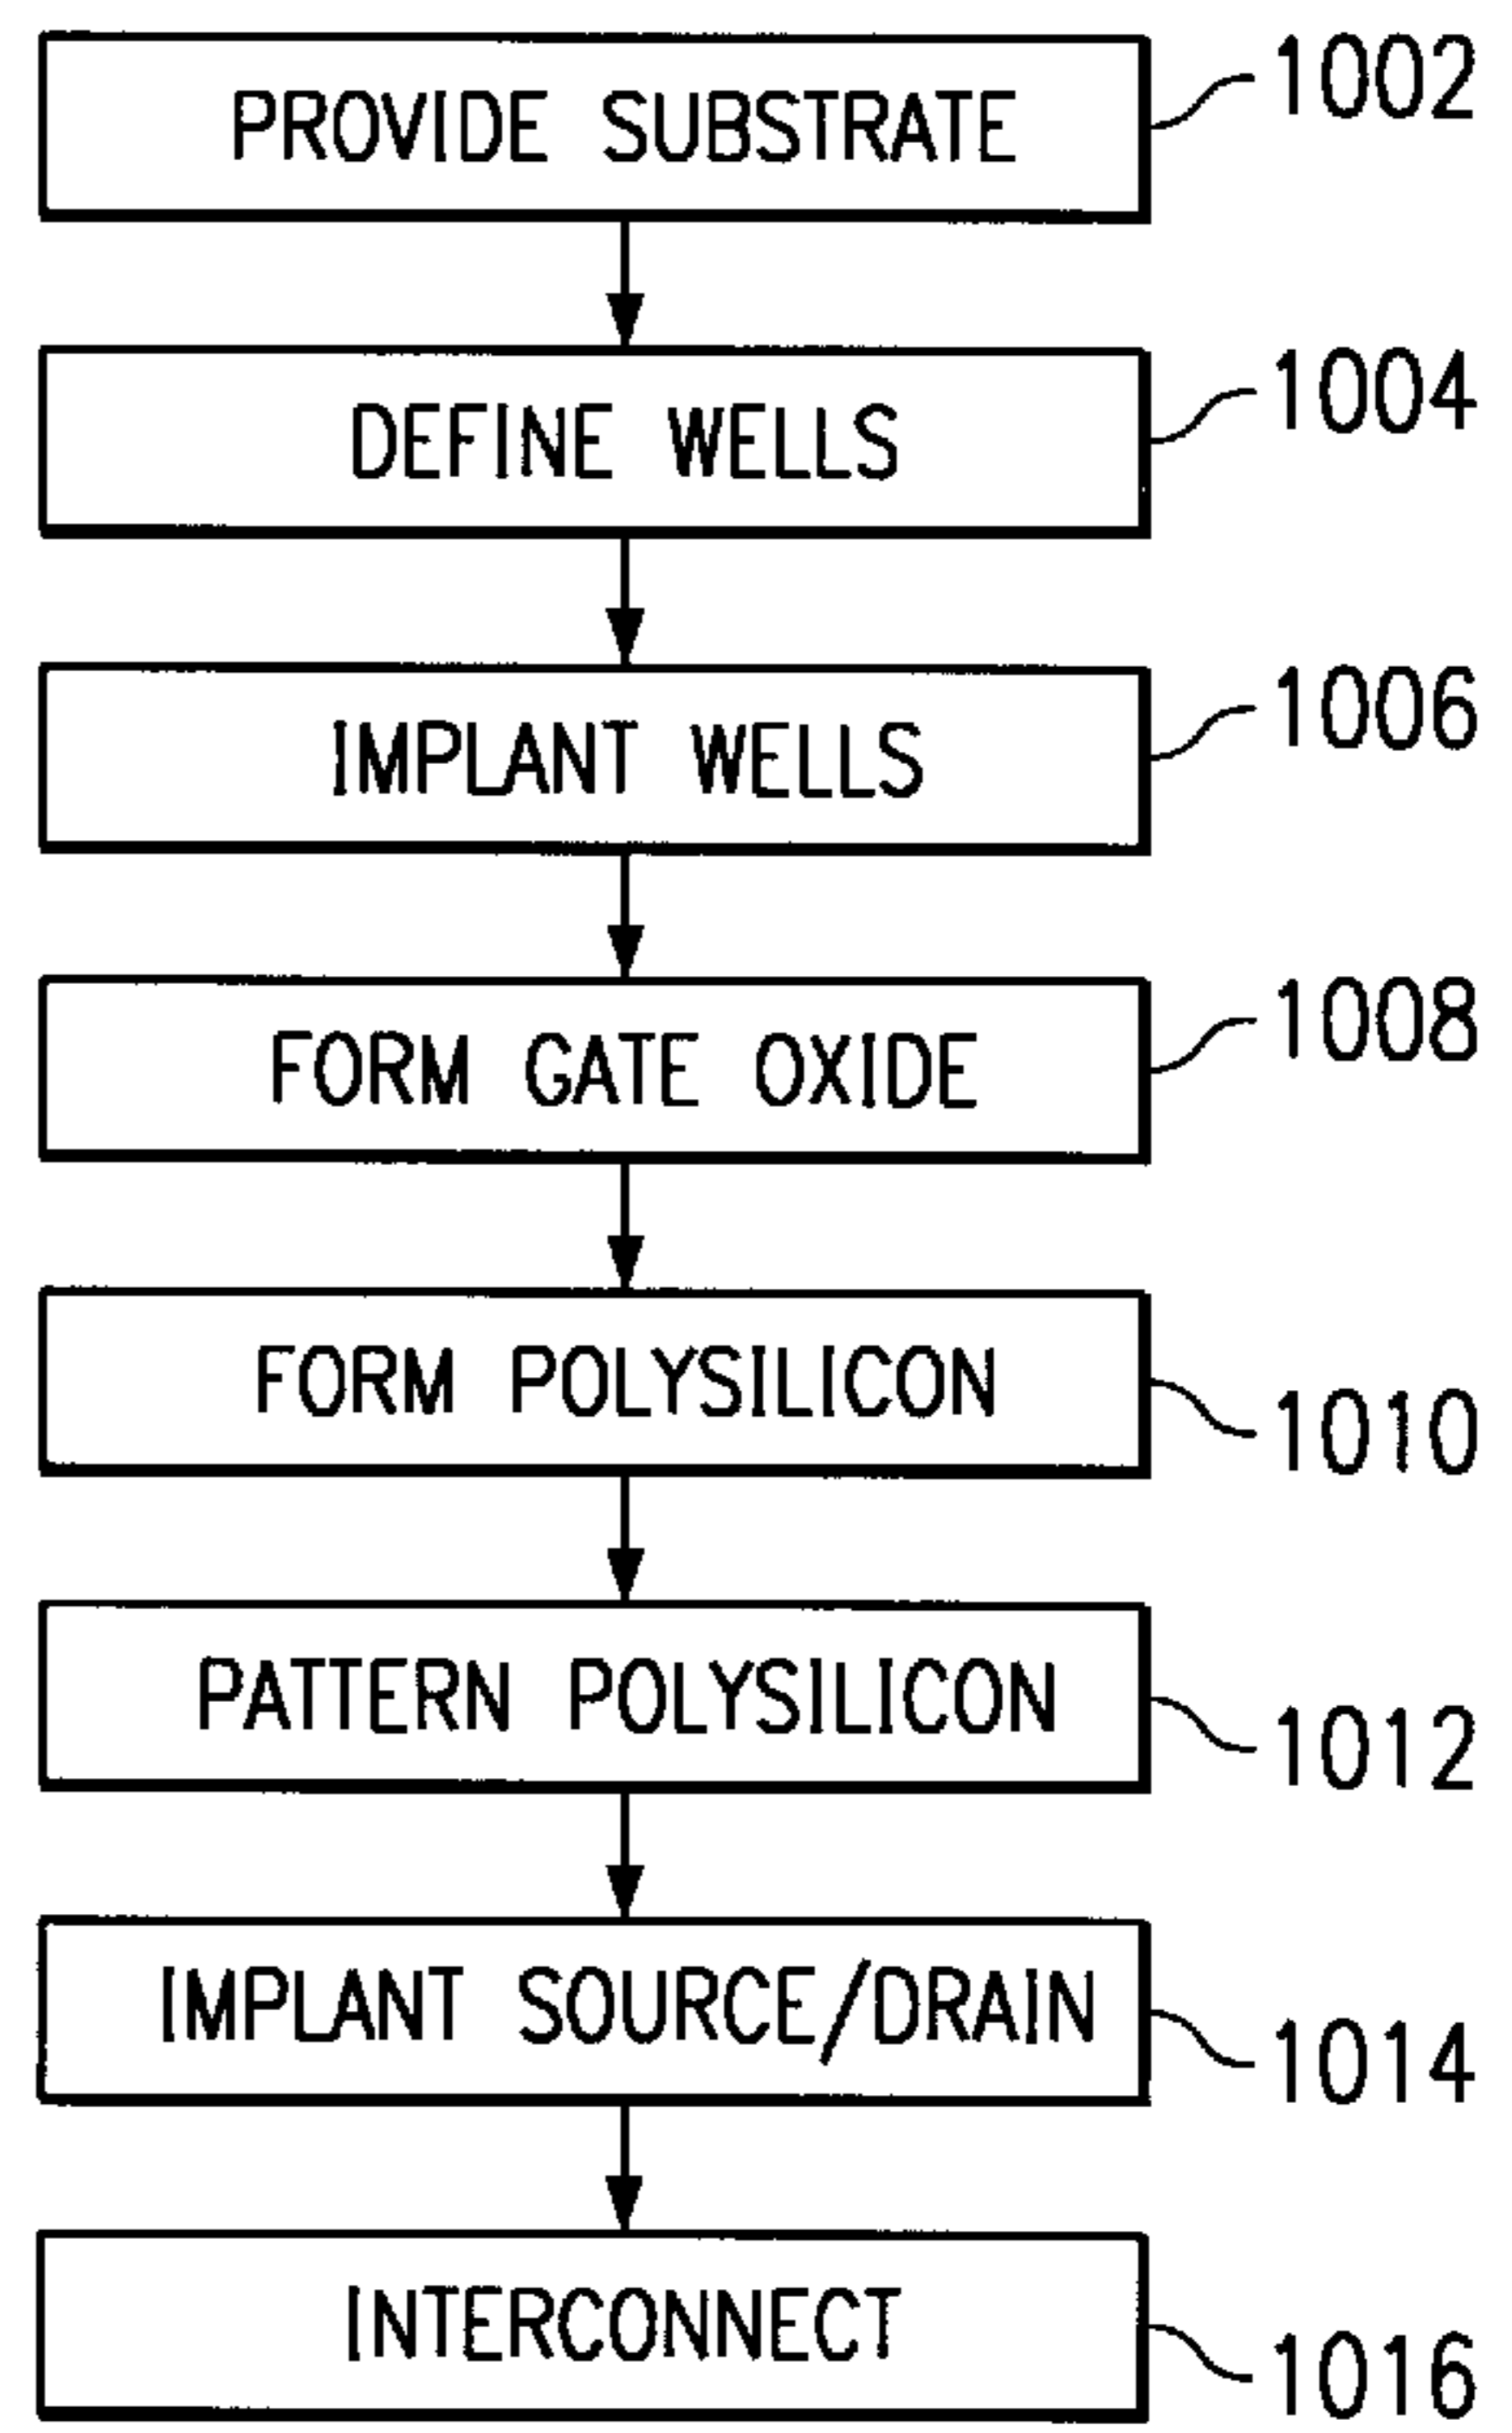 PROVIDE SUBSTRATE 1002
DEFINE WELLS 1004
IMPLANT WELLS 1006
FORM GATE OXIDE 1008
FORM POLYSILICON 1010
PATTERN POLYSILICON 1012
IMPLANT SOURCE/DRAIN 1014
INTERCONNECT 1016